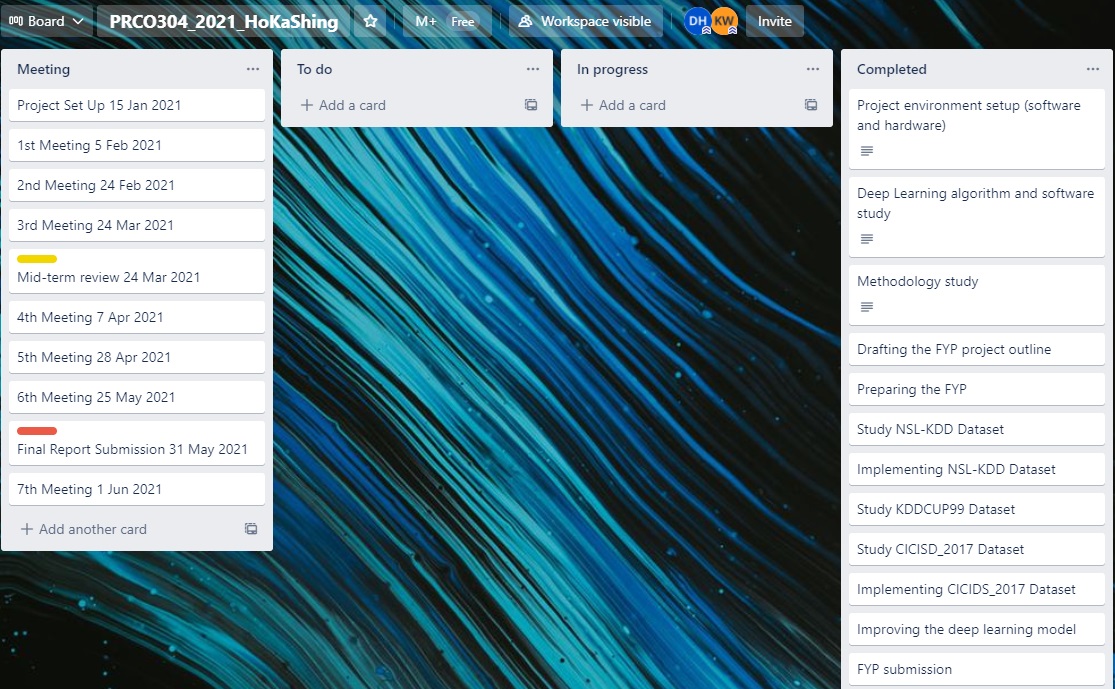 Board
PRCO304_2021_HoKaShing
M+ Free
Workspace visible
DH KW
Invite
Meeting
Project Set Up 15 Jan 2021
1st Meeting 5 Feb 2021
2nd Meeting 24 Feb 2021
3rd Meeting 24 Mar 2021
Mid-term review 24 Mar 2021
4th Meeting 7 Apr 2021
5th Meeting 28 Apr 2021
6th Meeting 25 May 2021
Final Report Submission 31 May 2021
7th Meeting 1 Jun 2021
+ Add another card
To do
+ Add a card
In progress
+ Add a card
Completed
Project environment setup (software
and hardware)
Deep Learning algorithm and software
study
Methodology study
Drafting the FYP project outline
Preparing the FYP
Study NSL-KDD Dataset
Implementing NSL-KDD Dataset
Study KDDCUP99 Dataset
Study CICISD_2017 Dataset
Implementing CICIDS_2017 Dataset
Improving the deep learning model
FYP submission